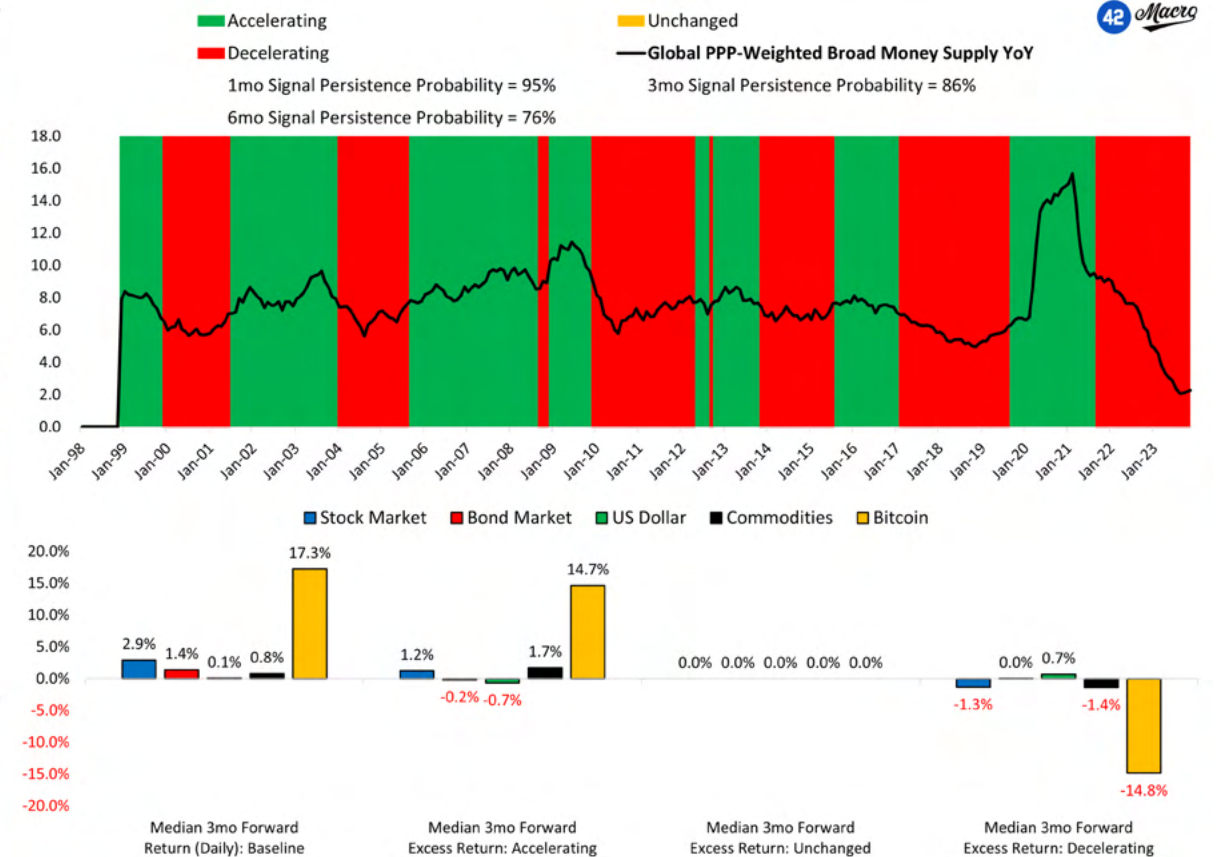 42 Macro
Accelerating
Unchanged
Decelerating
Global PPP-Weighted Broad Money Supply YoY
1mo Signal Persistence Probability = 95%
3mo Signal Persistence Probability = 86%
6mo Signal Persistence Probability = 76%
18.0
16.0
14.0
12.0
10.0
8.0
6.0
4.0
2.0
0.0
Jan-98
Jan-99
Jan-00
Jan-01
Jan-02
Jan-03
Jan-04
Jan-05
Jan-06
Jan-07
Jan-08
Jan-09
Jan-10
Jan-11
Jan-12
Jan-13
Jan-14
Jan-15
Jan-16
Jan-17
Jan-18
Jan-19
Jan-20
Jan-21
Jan-22
Jan-23
Stock Market Bond Market US Dollar Commodities Bitcoin
20.0%
15.0%
10.0%
5.0%
0.0%
-5.0%
-10.0%
-15.0%
-20.0%
2.9%
1.4%
0.1%
0.8%
17.3%
1.2%
-0.2%
-0.7%
1.7%
14.7%
0.0% 0.0% 0.0% 0.0% 0.0%
-1.3%
0.0%
0.7%
-1.4%
-14.8%
Median 3mo Forward
Return (Daily): Baseline
Median 3mo Forward
Excess Return: Accelerating
Median 3mo Forward
Excess Return: Unchanged
Median 3mo Forward
Excess Return: Decelerating